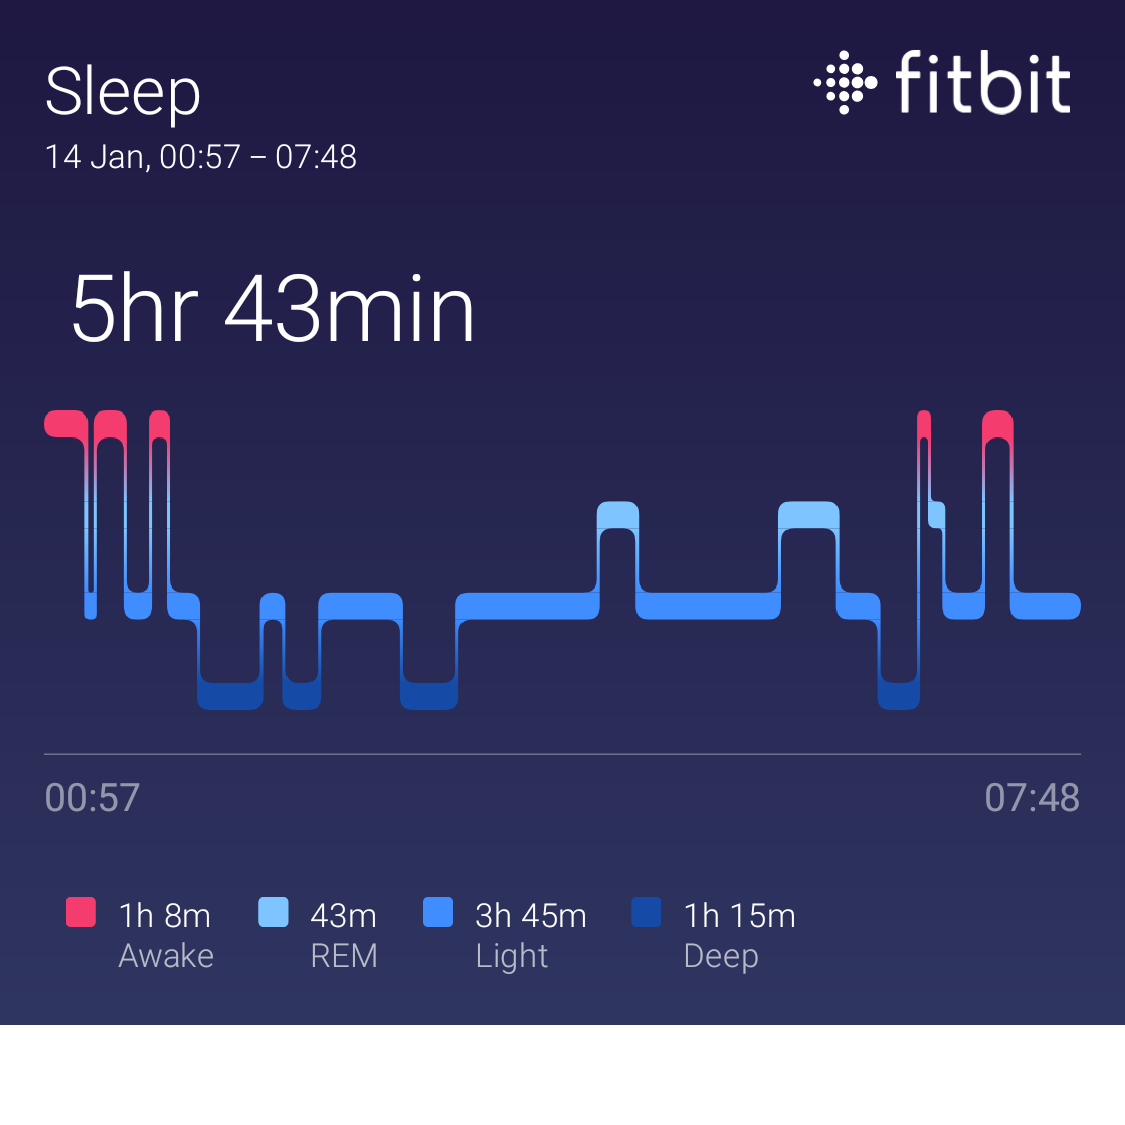 Sleep
fitbit
14 Jan, 00:57 – 07:48
5hr 43min
00:57
07:48
1h 8m
Awake
43m
REM
3h 45m
Light
1h 15m
Deep